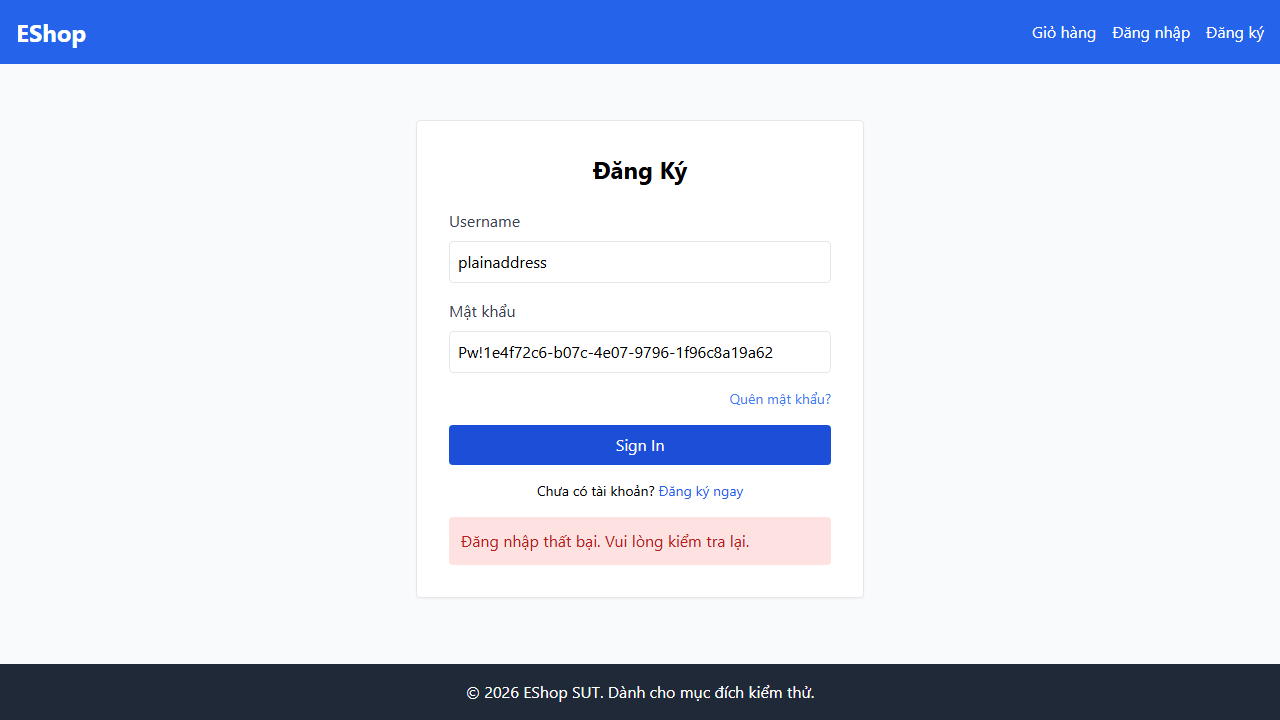 EShop
Giỏ hàng
Đăng nhập
Đăng ký
Đăng Ký
Username
plainaddress
Mật khẩu
Pw!1e4f72c6-b07c-4e07-9796-1f96c8a19a62
Quên mật khẩu?
Sign In
Chưa có tài khoản? Đăng ký ngay
Đăng nhập thất bại. Vui lòng kiểm tra lại.
© 2026 EShop SUT. Dành cho mục đích kiểm thử.